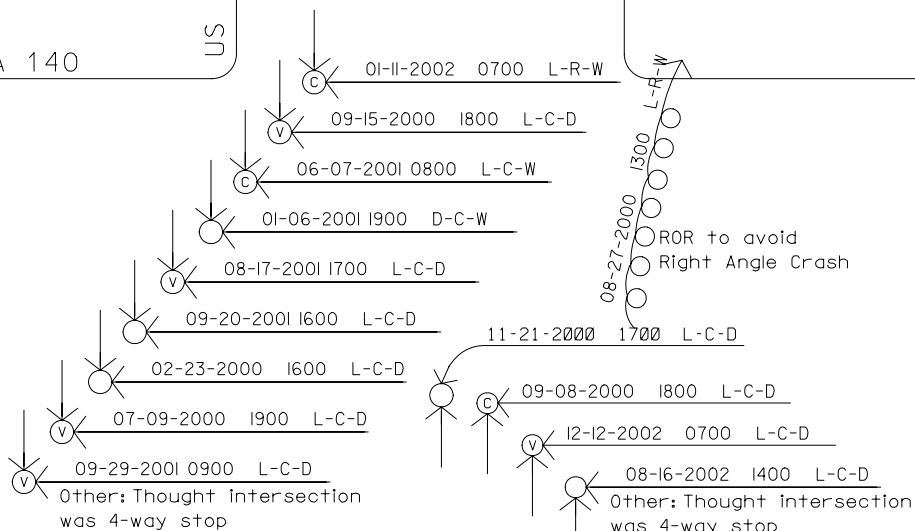 A 140
US
C 01-11-2002 0700 L-R-W
V 09-15-2000 1800 L-C-D
C 06-07-2001 0800 L-C-W
01-06-2001 1900 D-C-W
V 08-17-2001 1700 L-C-D
09-20-2001 1600 L-C-D
02-23-2000 1600 L-C-D
V 07-09-2000 1900 L-C-D
V 09-29-2001 0900 L-C-D
Other: Thought intersection
was 4-way stop
08-27-2000 1300 L-R-W
ROR to avoid
Right Angle Crash
11-21-2000 1700 L-C-D
C 09-08-2000 1800 L-C-D
V 12-12-2002 0700 L-C-D
08-16-2002 1400 L-C-D
Other: Thought intersection
was 4-way stop